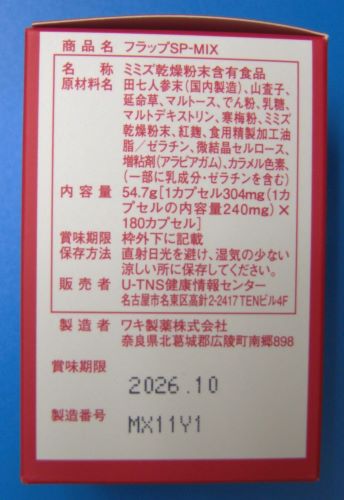 商品名 フラップSP-MIX
名称 ミミズ乾燥粉末含有食品
原材料名 田七人参末(国内製造)、山査子、
延命草、マルトース、でん粉、乳糖、
マルトデキストリン、寒梅粉、ミミズ
乾燥粉末、紅麹、食用精製加工油
脂/ゼラチン、微結晶セルロース、
増粘剤(アラビアガム)、カラメル色素、
(一部に乳成分・ゼラチンを含む)
内容量 54.7g[1カプセル304mg(1カ
プセルの内容量240mg)×
180カプセル]
賞味期限 枠外下に記載
保存方法 直射日光を避け、湿気の少ない
涼しい所に保存してください。
販売者 U-TNS健康情報センター
名古屋市名東区高針2-2417 TENビル4F
製造者 ワキ製薬株式会社
奈良県北葛城郡広陵町南郷898
賞味期限
2026.10
製造番号 MX11Y1